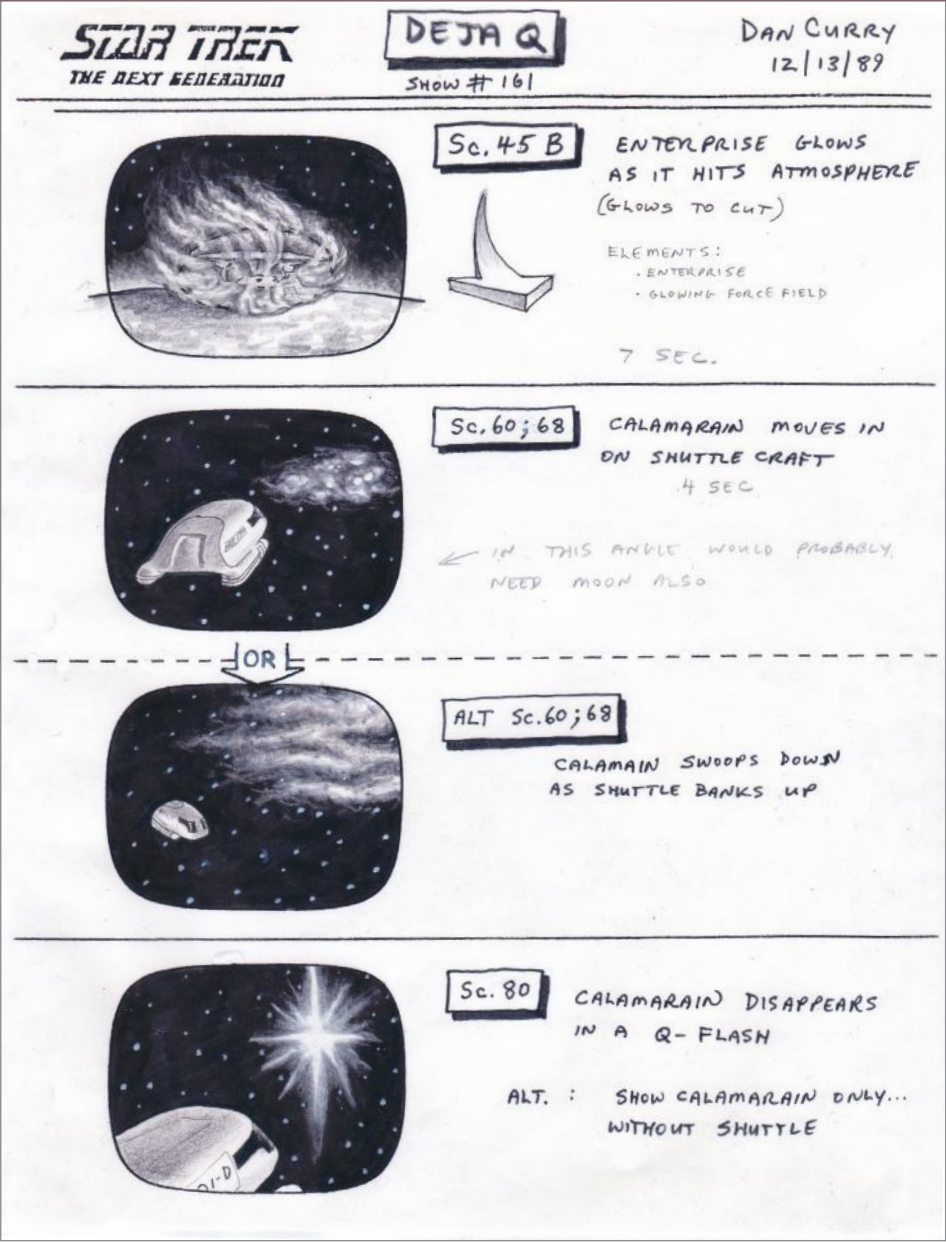 STAR TREK
THE NEXT GENERATION
DEJA Q
SHOW # 161
DAN CURRY
12/13/89
Sc. 45 B
ENTERPRISE GLOWS
AS IT HITS ATMOSPHERE
(GLOWS TO CUT)
ELEMENTS:
· ENTERPRISE
· GLOWING FORCE FIELD
7 SEC.
Sc. 60; 68
CALAMARAIN MOVES IN
ON SHUTTLE CRAFT
4 SEC
IN THIS ANGLE WOULD PROBABLY
NEED MOON ALSO
OR
ALT Sc. 60; 68
CALAMAIN SWOOPS DOWN
AS SHUTTLE BANKS UP
Sc. 80
CALAMARAIN DISAPPEARS
IN A Q-FLASH
ALT. : SHOW CALAMARAIN ONLY...
WITHOUT SHUTTLE
01-D